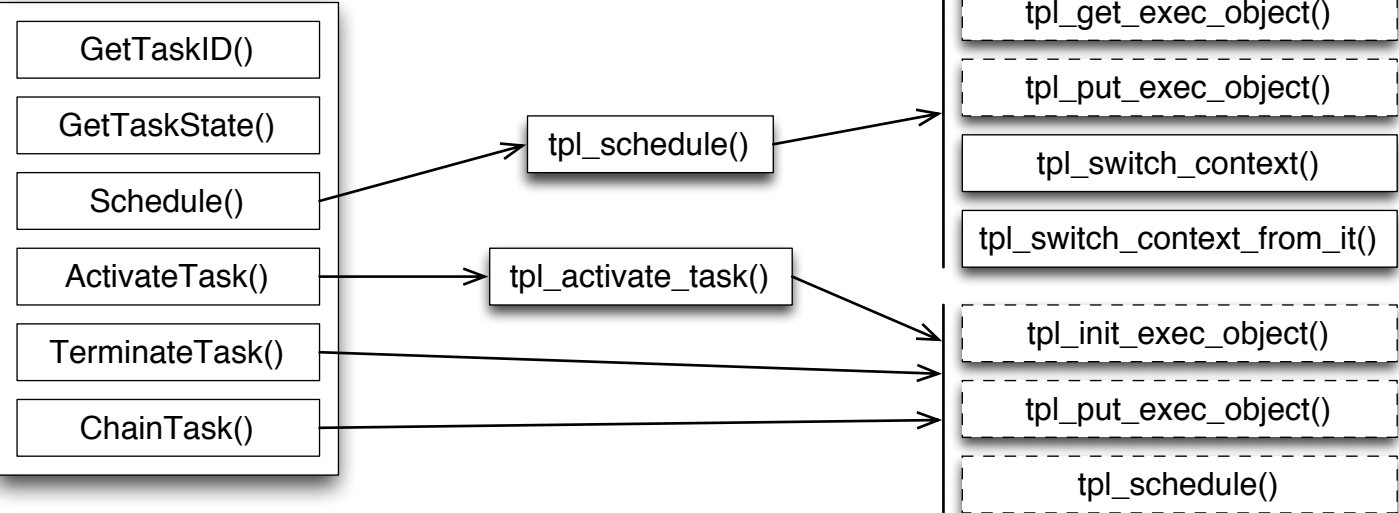 GetTaskID()
GetTaskState()
Schedule()
ActivateTask()
TerminateTask()
ChainTask()
tpl_schedule()
tpl_activate_task()
tpl_get_exec_object()
tpl_put_exec_object()
tpl_switch_context()
tpl_switch_context_from_it()
tpl_init_exec_object()
tpl_put_exec_object()
tpl_schedule()